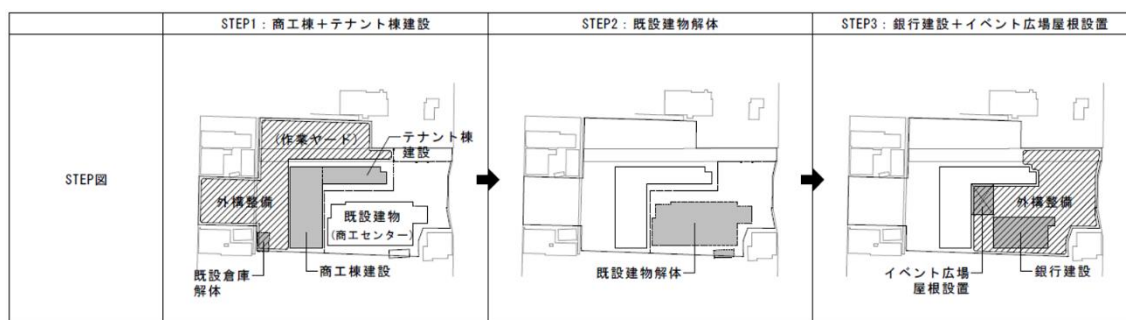 STEP1：商工棟＋テナント棟建設
STEP2：既設建物解体
STEP3：銀行建設＋イベント広場屋根設置
STEP図
(作業ヤード)
テナント棟
建設
外構整備
既設建物
(商工センター)
既設倉庫
解体
商工棟建設
既設建物解体
外構整備
イベント広場
屋根設置
銀行建設